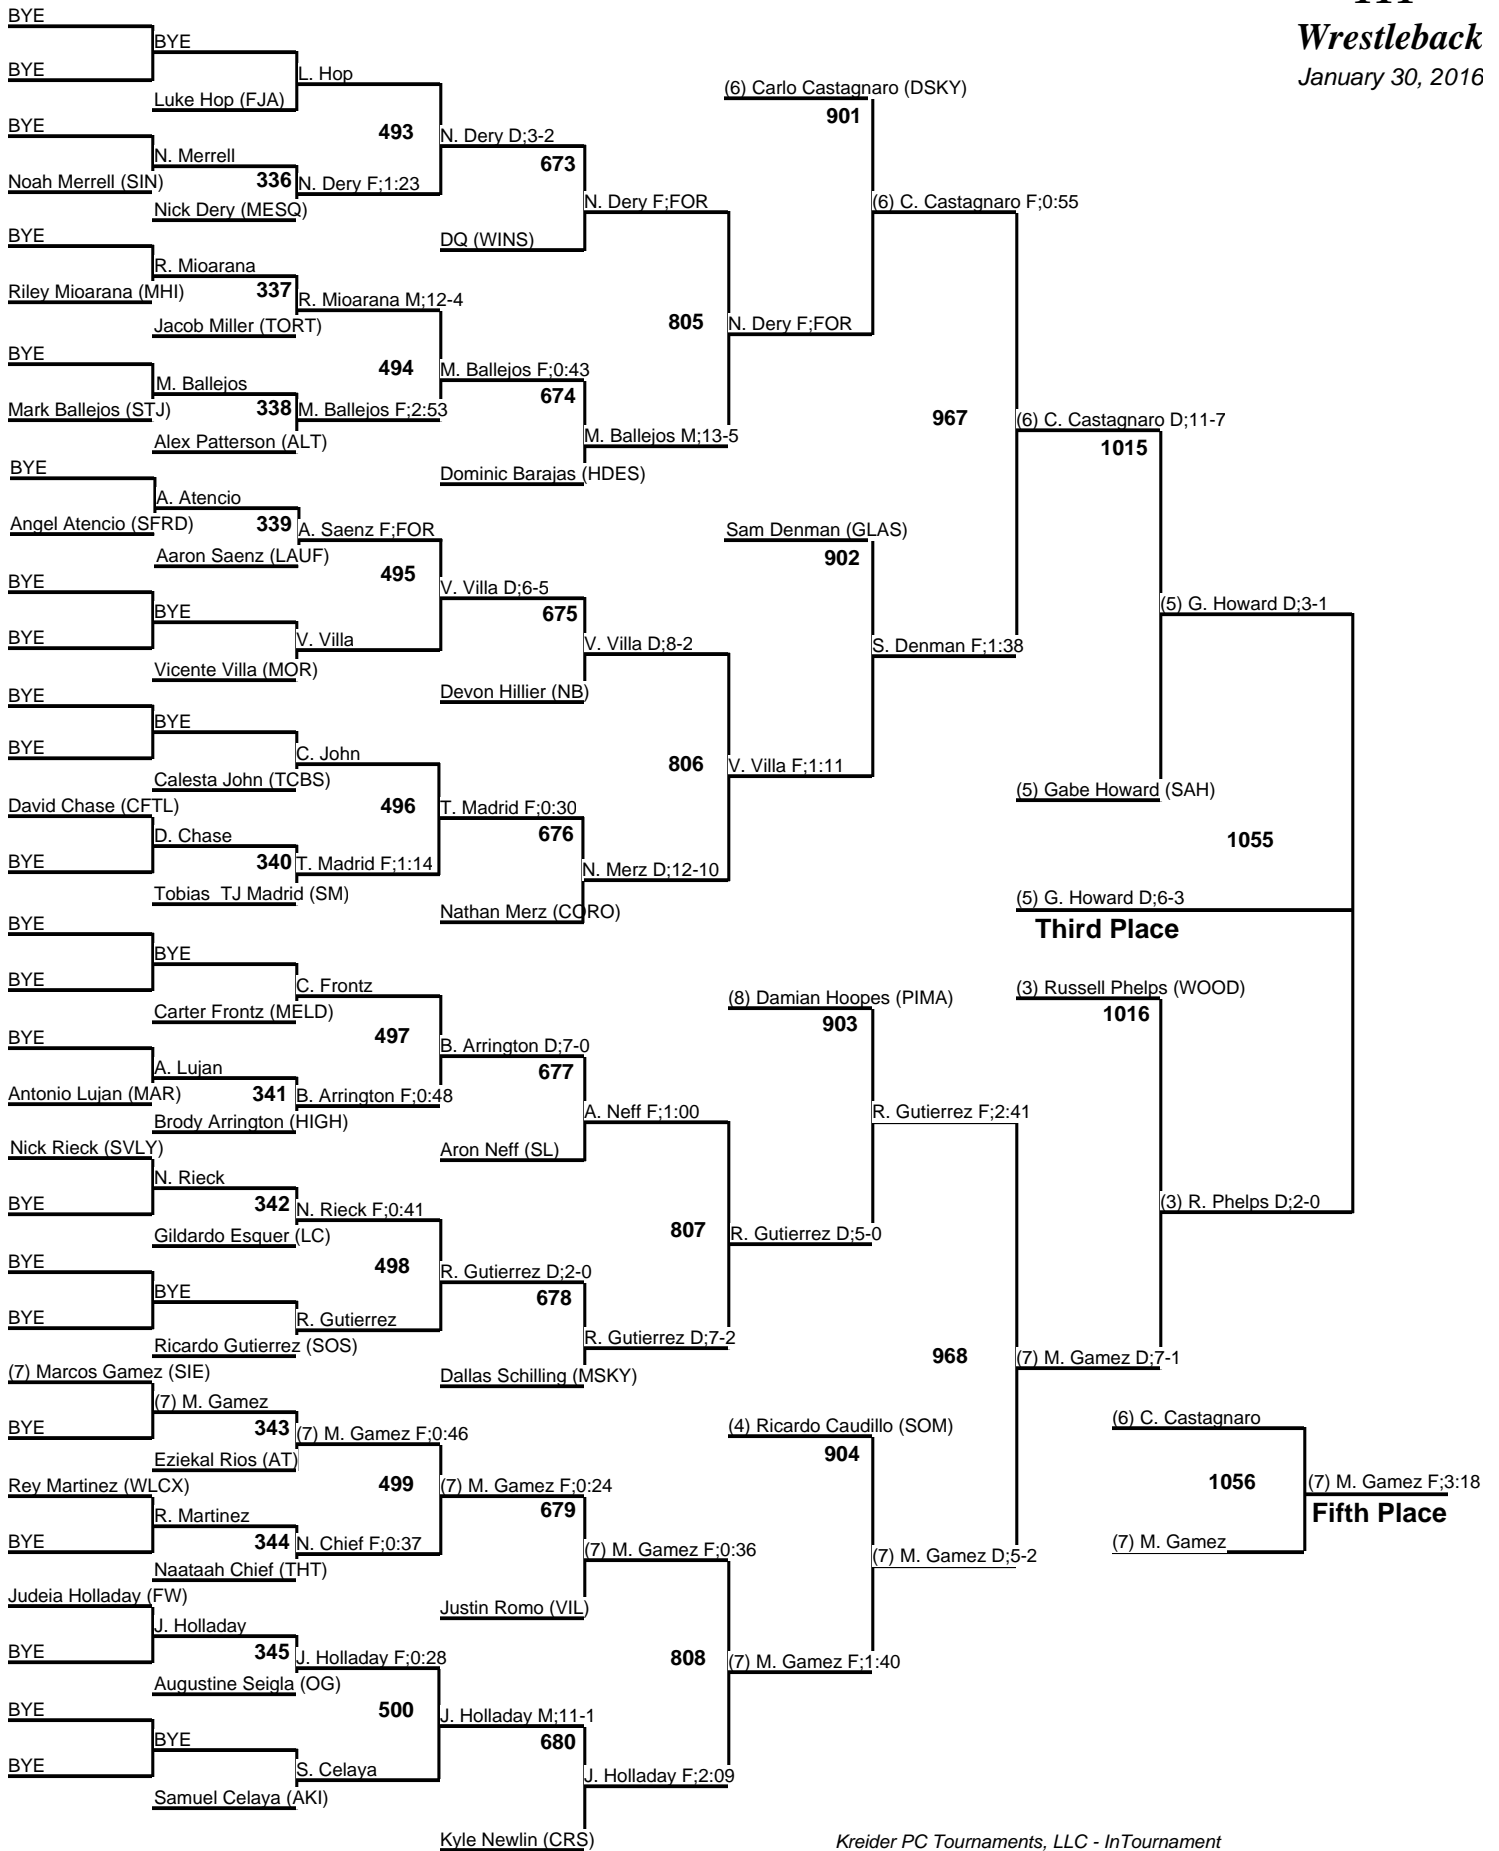 BYE
Wrestleback
January 30, 2016
BYE
BYE
L. Hop
Luke Hop (FJA)
(6) Carlo Castagnaro (DSKY)
901
BYE
493
N. Dery D;3-2
N. Merrell
673
Noah Merrell (SIN)
336
N. Dery F;1:23
Nick Dery (MESQ)
N. Dery F;FOR
(6) C. Castagnaro F;0:55
BYE
DQ (WINS)
R. Mioarana
Riley Mioarana (MHI)
337
R. Mioarana M;12-4
Jacob Miller (TORT)
805
N. Dery F;FOR
BYE
494
M. Ballejos F;0:43
M. Ballejos
674
Mark Ballejos (STJ)
338
M. Ballejos F;2:53
967
(6) C. Castagnaro D;11-7
Alex Patterson (ALT)
M. Ballejos M;13-5
1015
BYE
Dominic Barajas (HDES)
A. Atencio
Angel Atencio (SFRD)
339
A. Saenz F;FOR
Sam Denman (GLAS)
Aaron Saenz (LAUF)
902
BYE
495
V. Villa D;6-5
BYE
675
(5) G. Howard D;3-1
BYE
V. Villa
V. Villa D;8-2
S. Denman F;1:38
Vicente Villa (MOR)
Devon Hillier (NB)
BYE
BYE
BYE
C. John
806
V. Villa F;1:11
Calesta John (TCBS)
(5) Gabe Howard (SAH)
David Chase (CFTL)
496
T. Madrid F;0:30
D. Chase
676
1055
BYE
340
T. Madrid F;1:14
N. Merz D;12-10
Tobias TJ Madrid (SM)
(5) G. Howard D;6-3
Nathan Merz (CORO)
Third Place
BYE
BYE
BYE
C. Frontz
(8) Damian Hoopes (PIMA)
(3) Russell Phelps (WOOD)
Carter Frontz (MELD)
903
1016
BYE
497
B. Arrington D;7-0
A. Lujan
677
Antonio Lujan (MAR)
341
B. Arrington F;0:48
Brody Arrington (HIGH)
A. Neff F;1:00
R. Gutierrez F;2:41
Nick Rieck (SVLY)
Aron Neff (SL)
N. Rieck
BYE
342
N. Rieck F;0:41
(3) R. Phelps D;2-0
Gildardo Esquer (LC)
807
R. Gutierrez D;5-0
BYE
498
R. Gutierrez D;2-0
BYE
678
BYE
R. Gutierrez
R. Gutierrez D;7-2
Ricardo Gutierrez (SOS)
968
(7) M. Gamez D;7-1
(7) Marcos Gamez (SIE)
Dallas Schilling (MSKY)
(7) M. Gamez
BYE
343
(7) M. Gamez F;0:46
(4) Ricardo Caudillo (SOM)
(6) C. Castagnaro
Eziekal Rios (AT)
904
Rey Martinez (WLCX)
499
(7) M. Gamez F;0:24
1056
(7) M. Gamez F;3:18
R. Martinez
679
Fifth Place
BYE
344
N. Chief F;0:37
(7) M. Gamez F;0:36
(7) M. Gamez D;5-2
(7) M. Gamez
Naataah Chief (THT)
Judeia Holladay (FW)
Justin Romo (VIL)
J. Holladay
BYE
345
J. Holladay F;0:28
808
(7) M. Gamez F;1:40
Augustine Seigla (OG)
BYE
500
J. Holladay M;11-1
BYE
680
BYE
S. Celaya
J. Holladay F;2:09
Samuel Celaya (AKI)
Kyle Newlin (CRS)
Kreider PC Tournaments, LLC - InTournament